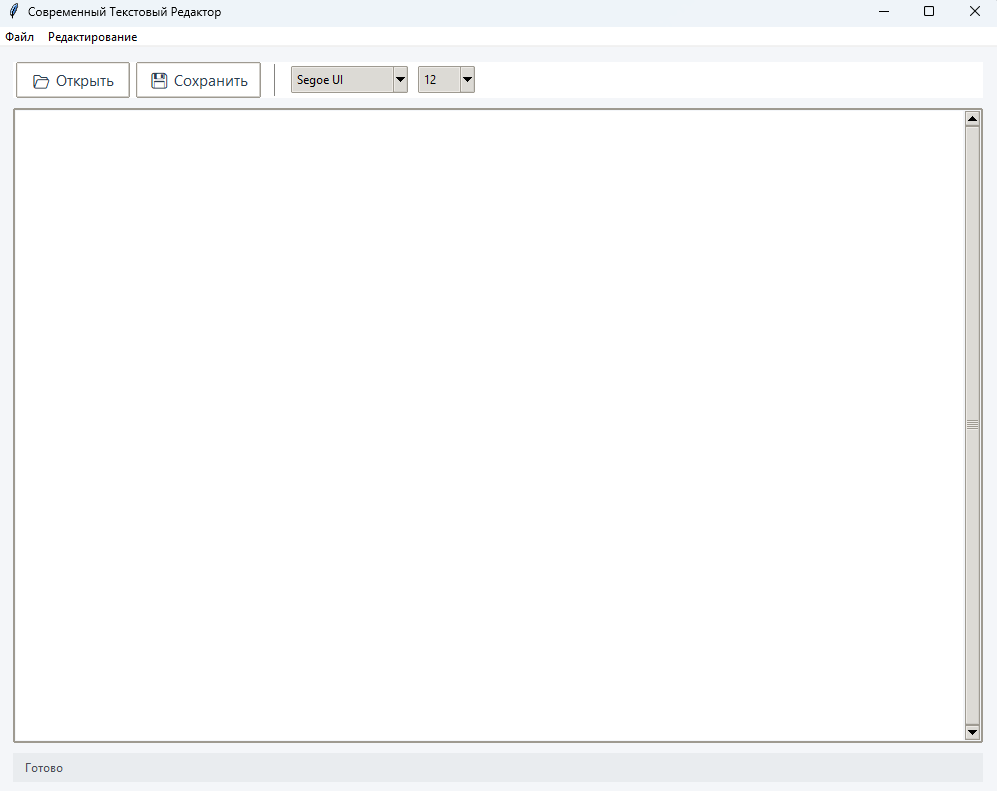 Современный Текстовый Редактор
Файл Редактирование
Открыть Сохранить Segoe UI 12
Готово